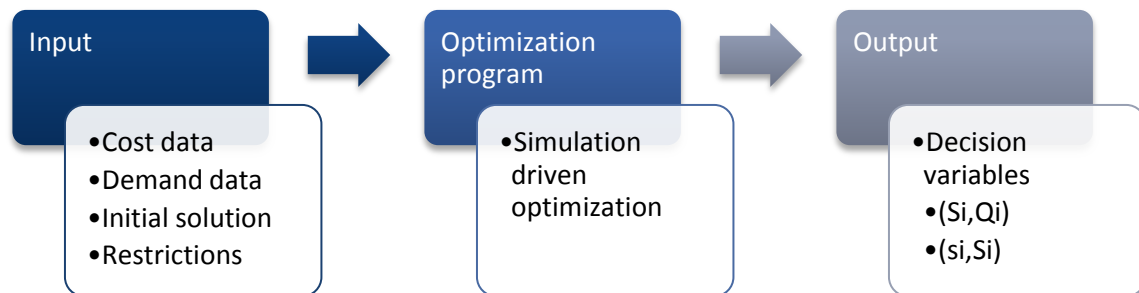 Input
•Cost data
•Demand data
•Initial solution
•Restrictions
Optimization
program
•Simulation
driven
optimization
Output
•Decision
variables
•(Si,Qi)
•(si,Si)